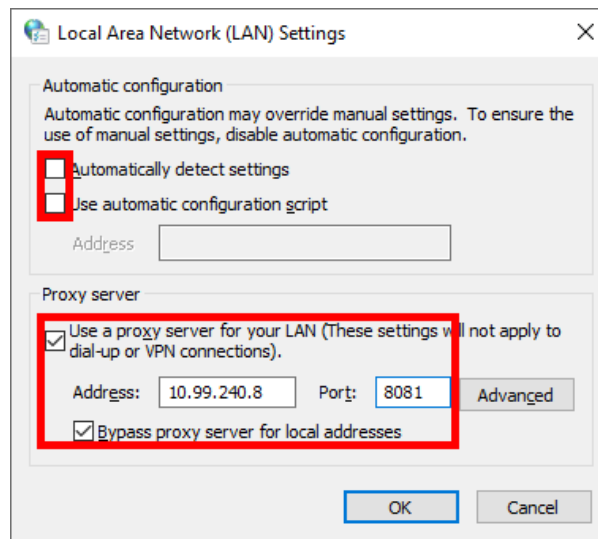 Local Area Network (LAN) Settings
Automatic configuration
Automatic configuration may override manual settings. To ensure the
use of manual settings, disable automatic configuration.
Automatically detect settings
Use automatic configuration script
Address
Proxy server
Use a proxy server for your LAN (These settings will not apply to
dial-up or VPN connections).
Address: 10.99.240.8 Port: 8081 Advanced
Bypass proxy server for local addresses
OK Cancel